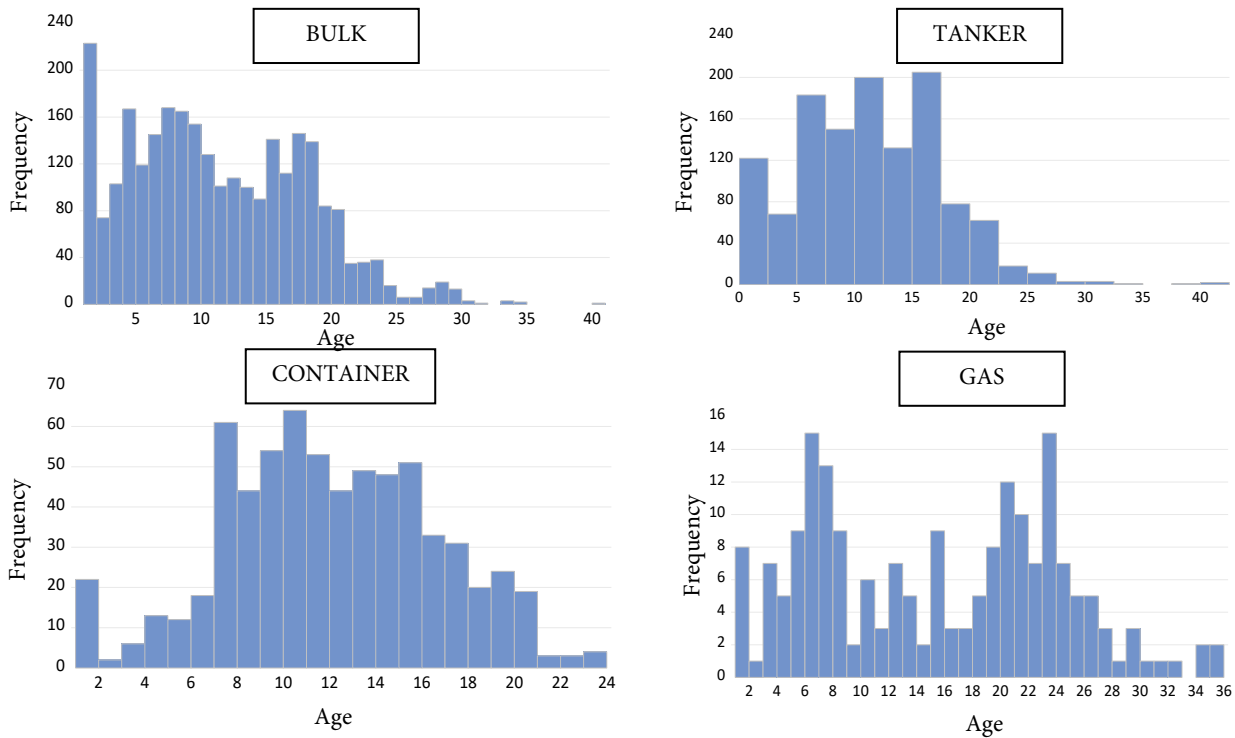 BULK
240
200
160
120
80
40
0
Frequency
5 10 15 20 25 30 35 40
Age
TANKER
240
200
160
120
80
40
0
Frequency
0 5 10 15 20 25 30 35 40
Age
CONTAINER
70
60
50
40
30
20
10
0
Frequency
2 4 6 8 10 12 14 16 18 20 22 24
Age
GAS
16
14
12
10
8
6
4
2
0
Frequency
2 4 6 8 10 12 14 16 18 20 22 24 26 28 30 32 34 36
Age